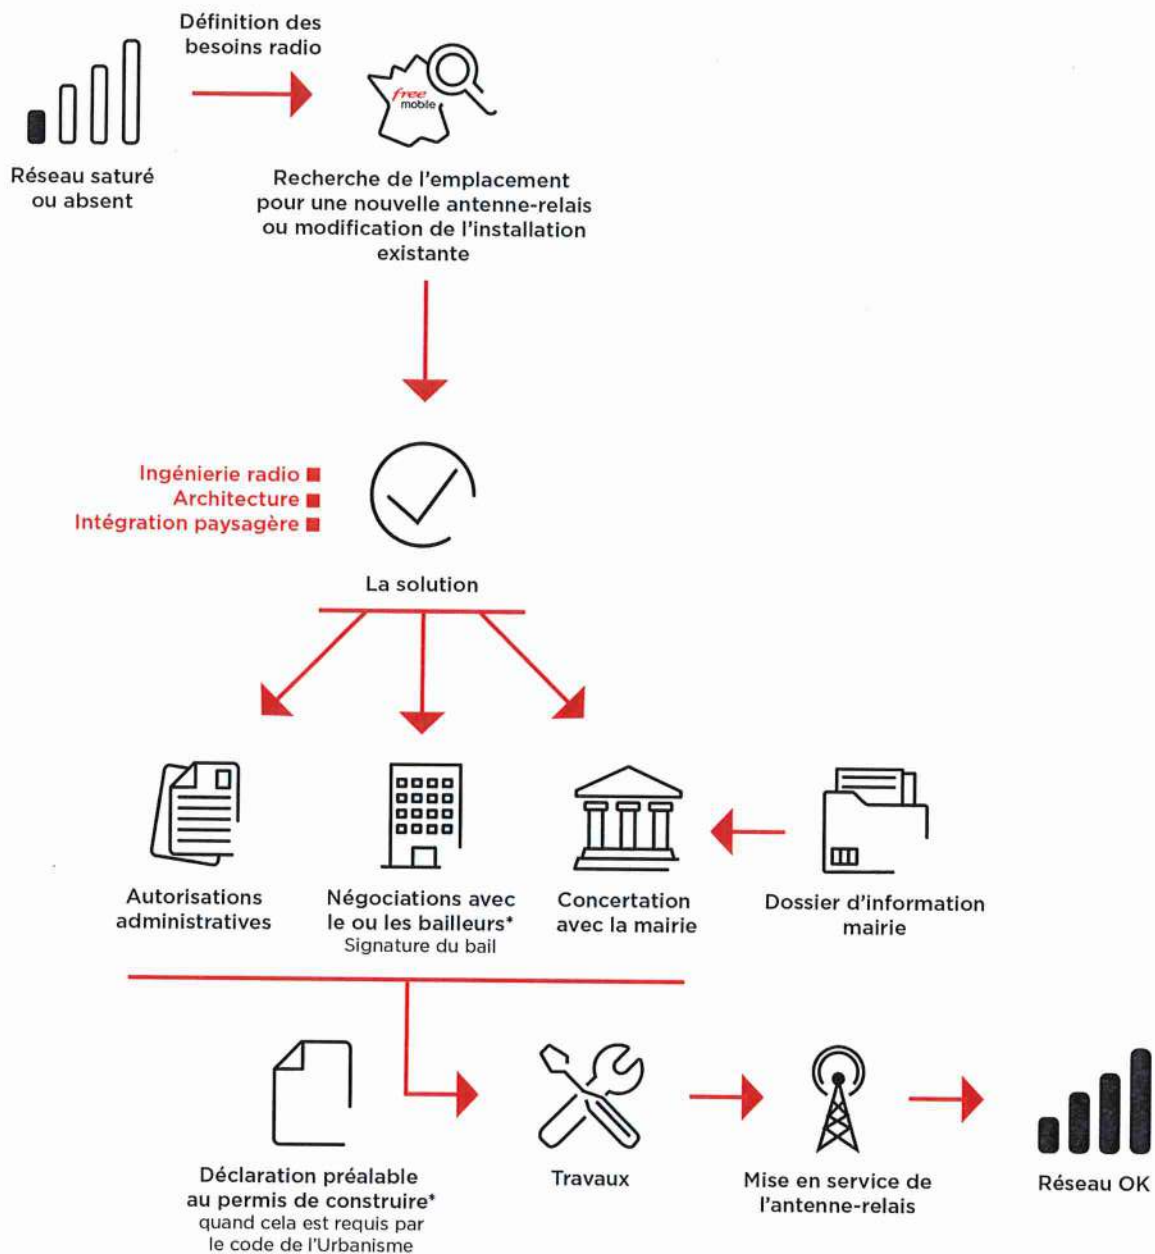 Définition des
besoins radio
free
mobile
Réseau saturé
ou absent
Recherche de l'emplacement
pour une nouvelle antenne-relais
ou modification de l'installation
existante
Ingénierie radio
Architecture
Intégration paysagère
La solution
Autorisations
administratives
Négociations avec
le ou les bailleurs*
Signature du bail
Concertation
avec la mairie
Dossier d'information
mairie
Déclaration préalable
au permis de construire*
quand cela est requis par
le code de l'Urbanisme
Travaux
Mise en service de
l'antenne-relais
Réseau OK